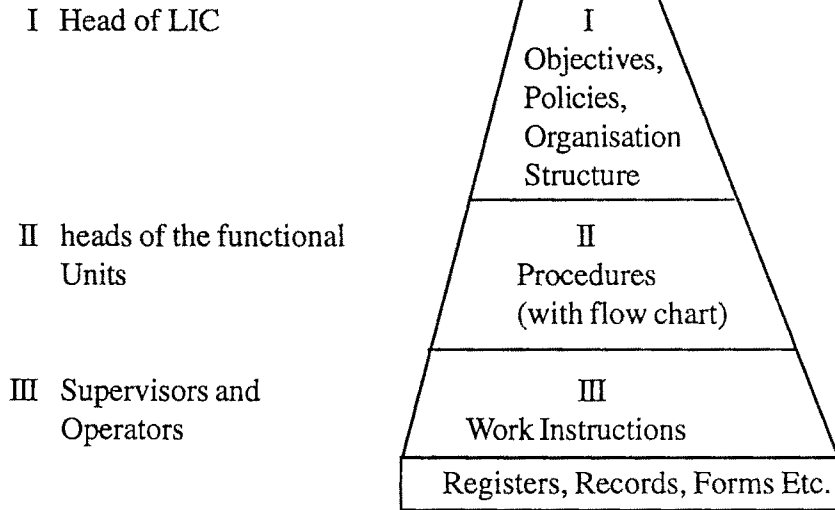 I Head of LIC
I
Objectives,
Policies,
Organisation
Structure
II heads of the functional
Units
II
Procedures
(with flow chart)
III Supervisors and
Operators
III
Work Instructions
Registers, Records, Forms Etc.